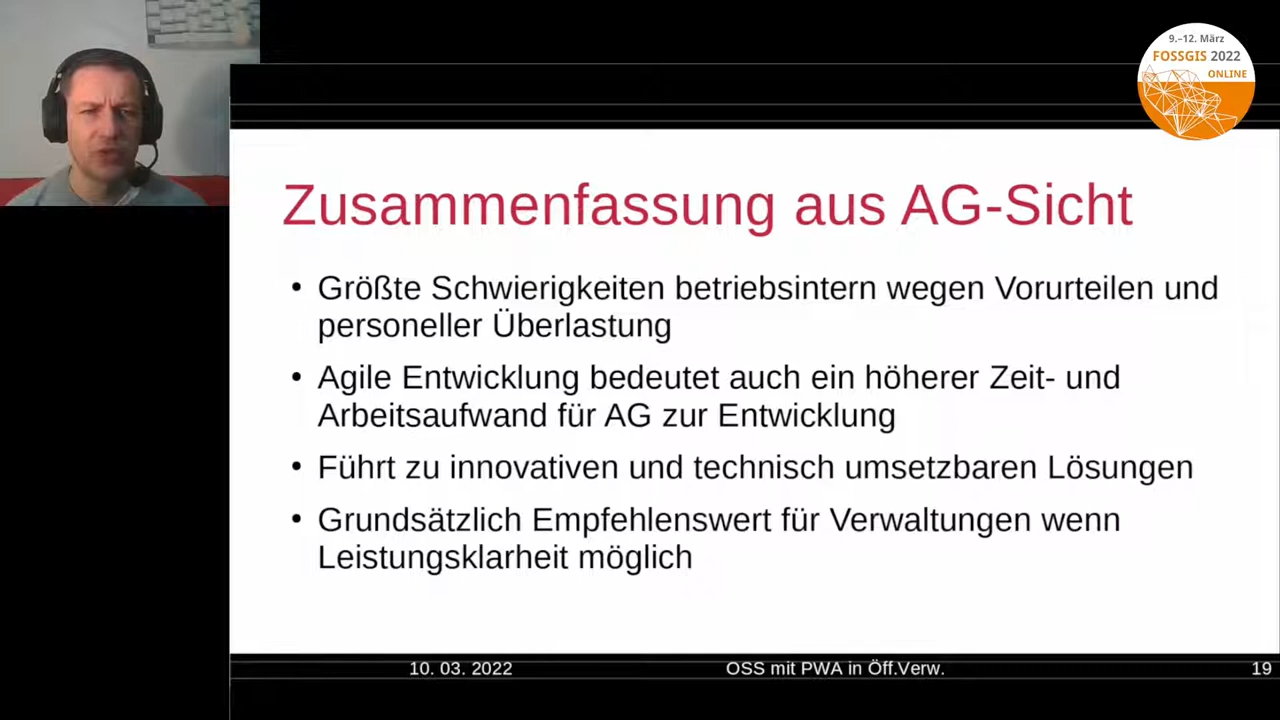 9.–12. März
FOSSGIS 2022
ONLINE
Zusammenfassung aus AG-Sicht
• Größte Schwierigkeiten betriebsintern wegen Vorurteilen und
personeller Überlastung
• Agile Entwicklung bedeutet auch ein höherer Zeit- und
Arbeitsaufwand für AG zur Entwicklung
• Führt zu innovativen und technisch umsetzbaren Lösungen
• Grundsätzlich Empfehlenswert für Verwaltungen wenn
Leistungsklarheit möglich
10. 03. 2022
OSS mit PWA in Öff.Verw.
19